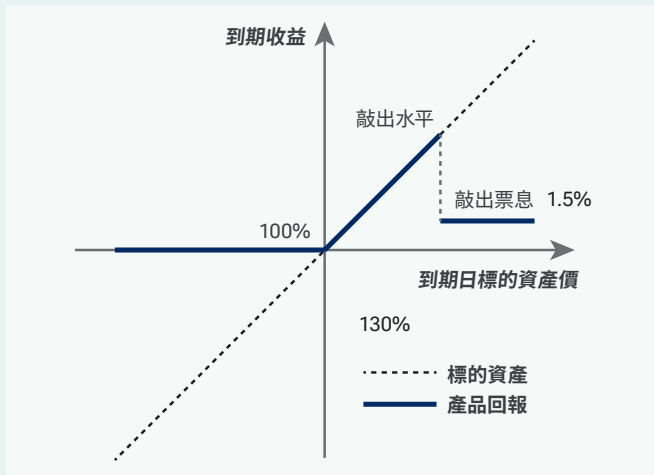 到期收益
敲出水平
敲出票息 1.5%
100%
到期日標的資產價
130%
標的資產
產品回報